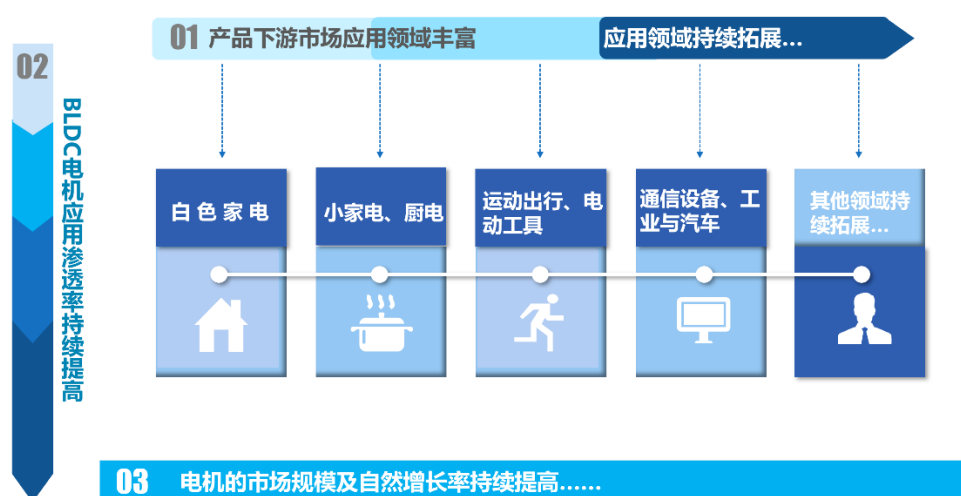 01 产品下游市场应用领域丰富
应用领域持续拓展...
02
BLDC电机应用渗透率持续提高
白色家电
小家电、厨电
运动出行、电
动工具
通信设备、工
业与汽车
其他领域持
续拓展...
03 电机的市场规模及自然增长率持续提高……